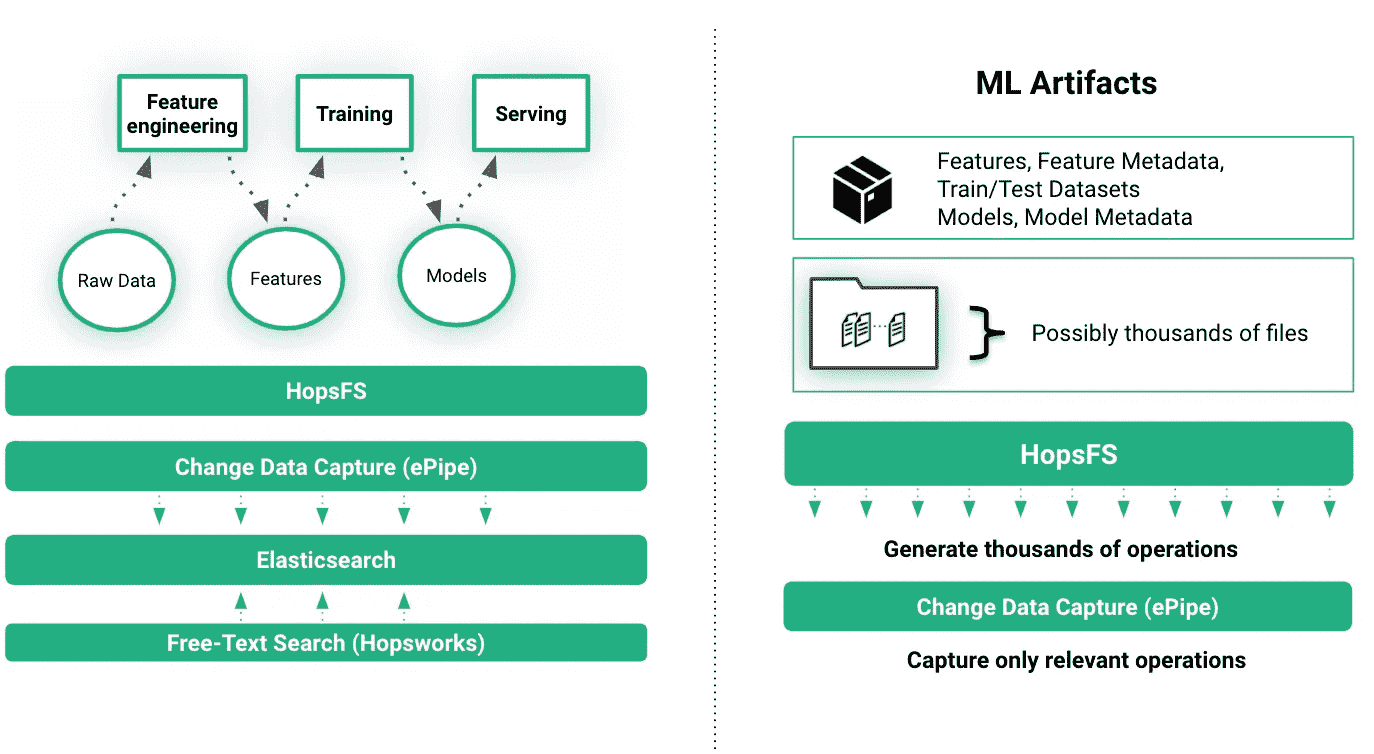 Feature
engineering
Training
Serving
Raw Data
Features
Models
HopsFS
Change Data Capture (ePipe)
Elasticsearch
Free-Text Search (Hopsworks)
ML Artifacts
Features, Feature Metadata,
Train/Test Datasets
Models, Model Metadata
Possibly thousands of files
HopsFS
Generate thousands of operations
Change Data Capture (ePipe)
Capture only relevant operations